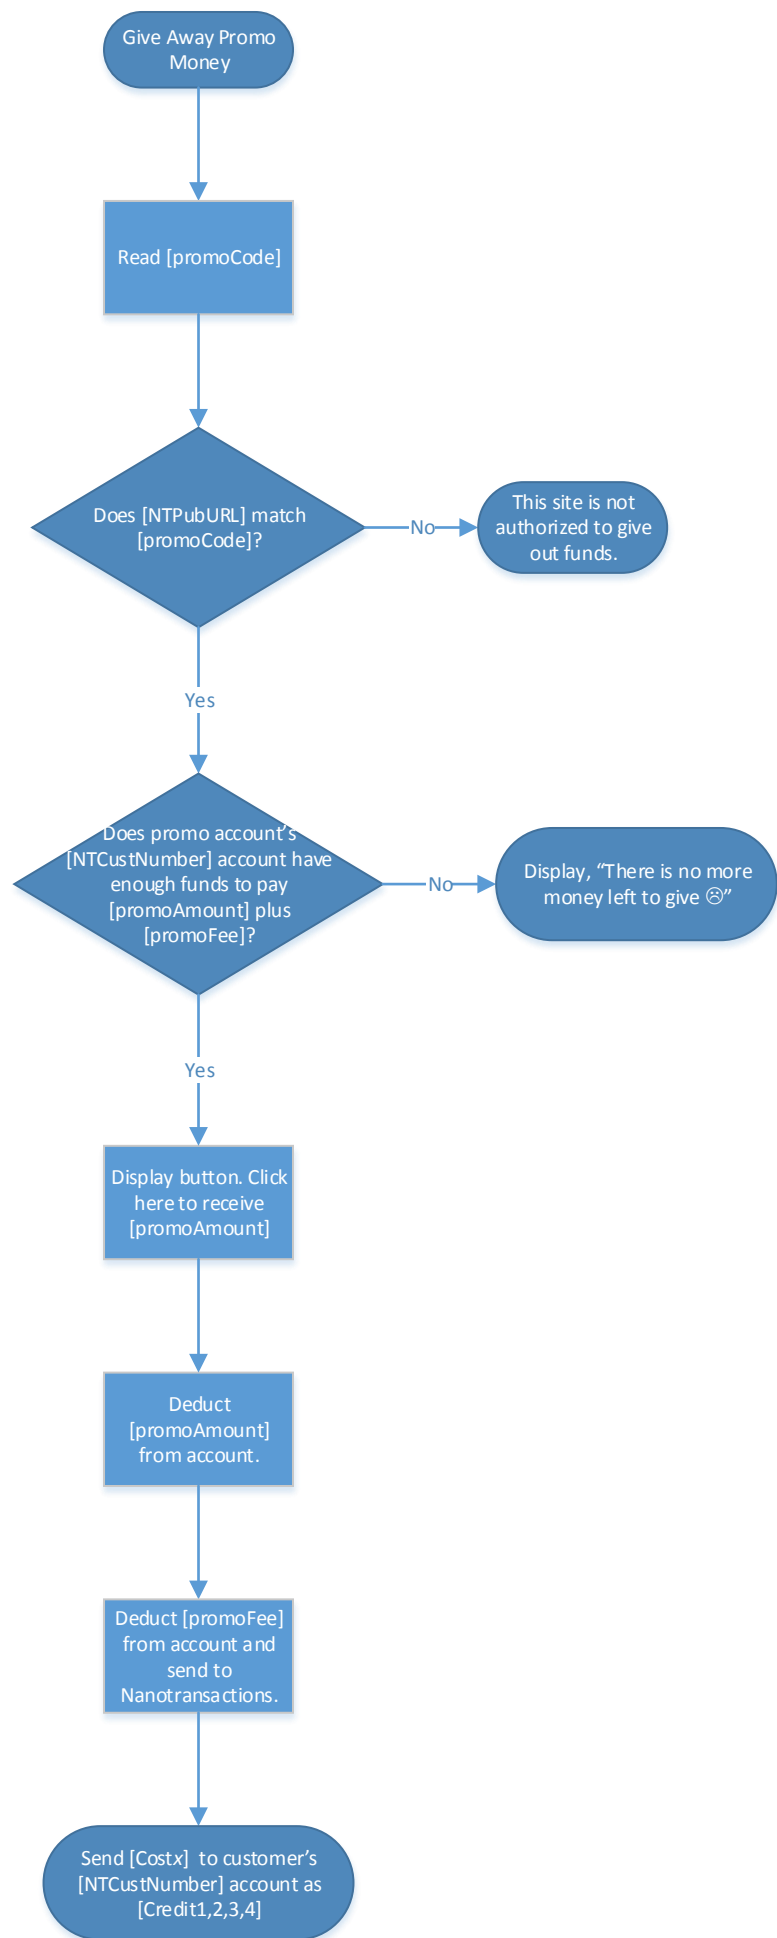 Give Away Promo
Money
Read [promoCode]
Does [NTPubURL] match
[promoCode]?
No
This site is not
authorized to give
out funds.
Yes
Does promo account’s
[NTCustNumber] account have
enough funds to pay
[promoAmount] plus
[promoFee]?
No
Display, “There is no more
money left to give ☹”
Yes
Display button. Click
here to receive
[promoAmount]
Deduct
[promoAmount]
from account.
Deduct [promoFee]
from account and
send to
Nanotransactions.
Send [Costx] to customer’s
[NTCustNumber] account as
[Credit1,2,3,4]